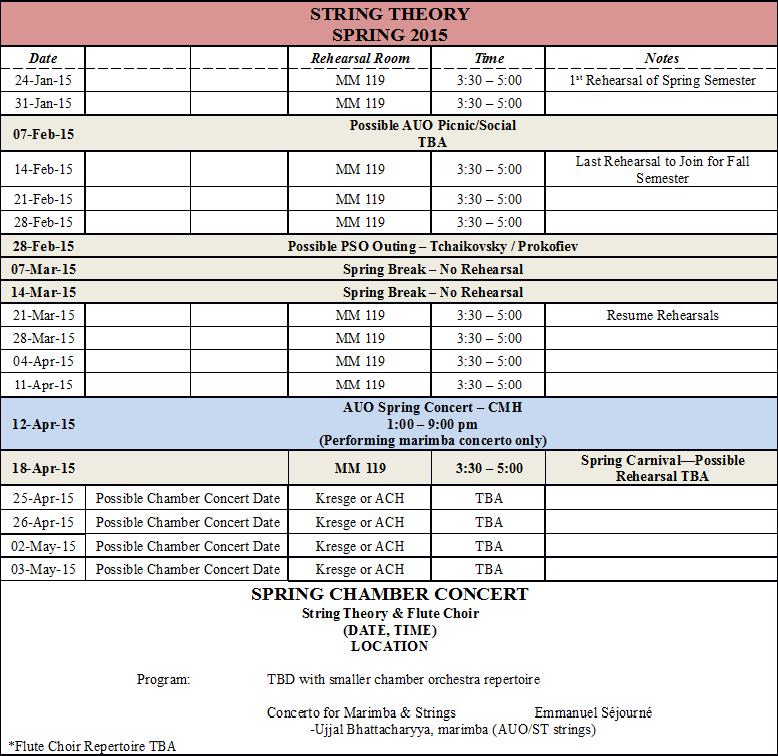 STRING THEORY
SPRING 2015
Date Rehearsal Room Time Notes
24-Jan-15 MM 119 3:30 – 5:00 1st Rehearsal of Spring Semester
31-Jan-15 MM 119 3:30 – 5:00
07-Feb-15 Possible AUO Picnic/Social
TBA
14-Feb-15 MM 119 3:30 – 5:00 Last Rehearsal to Join for Fall
Semester
21-Feb-15 MM 119 3:30 – 5:00
28-Feb-15 MM 119 3:30 – 5:00
28-Feb-15 Possible PSO Outing – Tchaikovsky / Prokofiev
07-Mar-15 Spring Break – No Rehearsal
14-Mar-15 Spring Break – No Rehearsal
21-Mar-15 MM 119 3:30 – 5:00 Resume Rehearsals
28-Mar-15 MM 119 3:30 – 5:00
04-Apr-15 MM 119 3:30 – 5:00
11-Apr-15 MM 119 3:30 – 5:00
12-Apr-15 AUO Spring Concert – CMH
1:00 – 9:00 pm
(Performing marimba concerto only)
18-Apr-15 MM 119 3:30 – 5:00 Spring Carnival—Possible
Rehearsal TBA
25-Apr-15 Possible Chamber Concert Date Kresge or ACH TBA
26-Apr-15 Possible Chamber Concert Date Kresge or ACH TBA
02-May-15 Possible Chamber Concert Date Kresge or ACH TBA
03-May-15 Possible Chamber Concert Date Kresge or ACH TBA
SPRING CHAMBER CONCERT
String Theory & Flute Choir
(DATE, TIME)
LOCATION
Program: TBD with smaller chamber orchestra repertoire
Concerto for Marimba & Strings Emmanuel Séjourné
-Ujjal Bhattacharyya, marimba (AUO/ST strings)
*Flute Choir Repertoire TBA